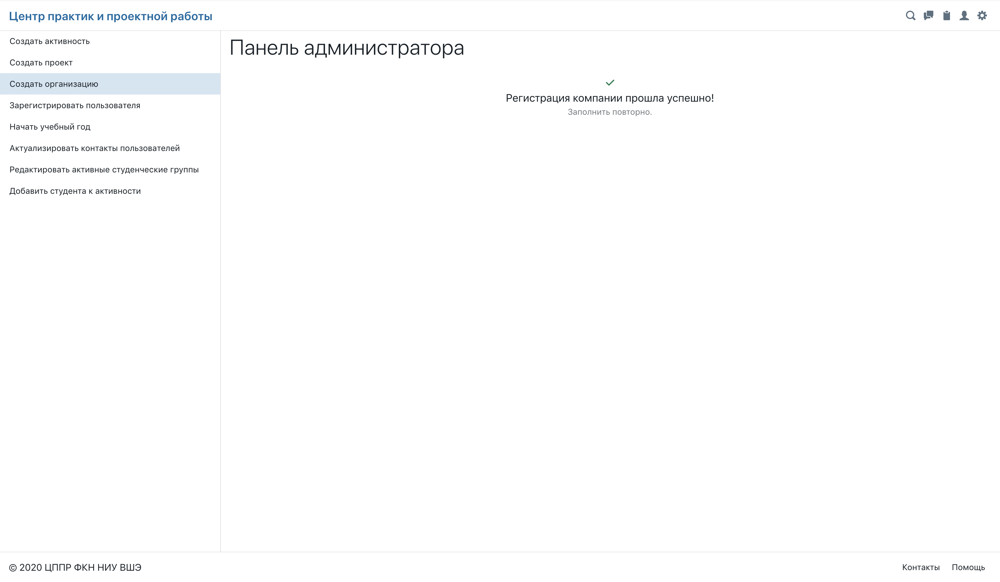 Центр практик и проектной работы
Создать активность
Создать проект
Создать организацию
Зарегистрировать пользователя
Начать учебный год
Актуализировать контакты пользователей
Редактировать активные студенческие группы
Добавить студента к активности
Панель администратора
Регистрация компании прошла успешно!
Заполнить повторно.
© 2020 ЦППР ФКН НИУ ВШЭ
Контакты Помощь